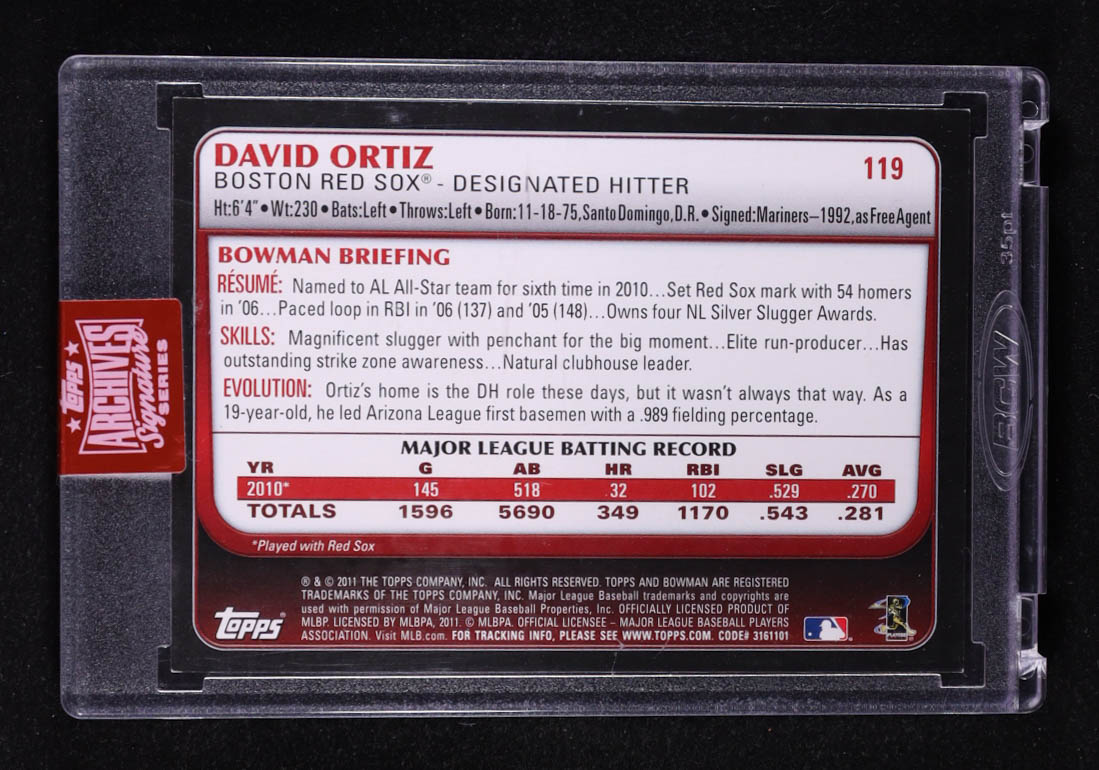 DAVID ORTIZ
119
BOSTON RED SOX® - DESIGNATED HITTER
Ht:6'4" • Wt:230 • Bats:Left • Throws:Left • Born:11-18-75, Santo Domingo, D.R. • Signed:Mariners–1992, as Free Agent
BOWMAN BRIEFING
RÉSUMÉ: Named to AL All-Star team for sixth time in 2010...Set Red Sox mark with 54 homers
in '06...Paced loop in RBI in '06 (137) and '05 (148)...Owns four NL Silver Slugger Awards.
SKILLS: Magnificent slugger with penchant for the big moment...Elite run-producer...Has
outstanding strike zone awareness...Natural clubhouse leader.
EVOLUTION: Ortiz's home is the DH role these days, but it wasn't always that way. As a
19-year-old, he led Arizona League first basemen with a .989 fielding percentage.
MAJOR LEAGUE BATTING RECORD
YR G AB HR RBI SLG AVG
2010* 145 518 32 102 .529 .270
TOTALS 1596 5690 349 1170 .543 .281
*Played with Red Sox
® & © 2011 THE TOPPS COMPANY, INC. ALL RIGHTS RESERVED. TOPPS AND BOWMAN ARE REGISTERED
TRADEMARKS OF THE TOPPS COMPANY, INC. Major League Baseball trademarks and copyrights are
used with permission of Major League Baseball Properties, Inc. OFFICIALLY LICENSED PRODUCT OF
MLBP. LICENSED BY MLBPA, 2011. © MLBPA. OFFICIAL LICENSEE – MAJOR LEAGUE BASEBALL PLAYERS
ASSOCIATION. Visit MLB.com. FOR TRACKING INFO, PLEASE SEE WWW.TOPPS.COM. CODE# 3161101
Topps®
TOPPS
ARCHIVES
Signature
SERIES
35pt
BCW